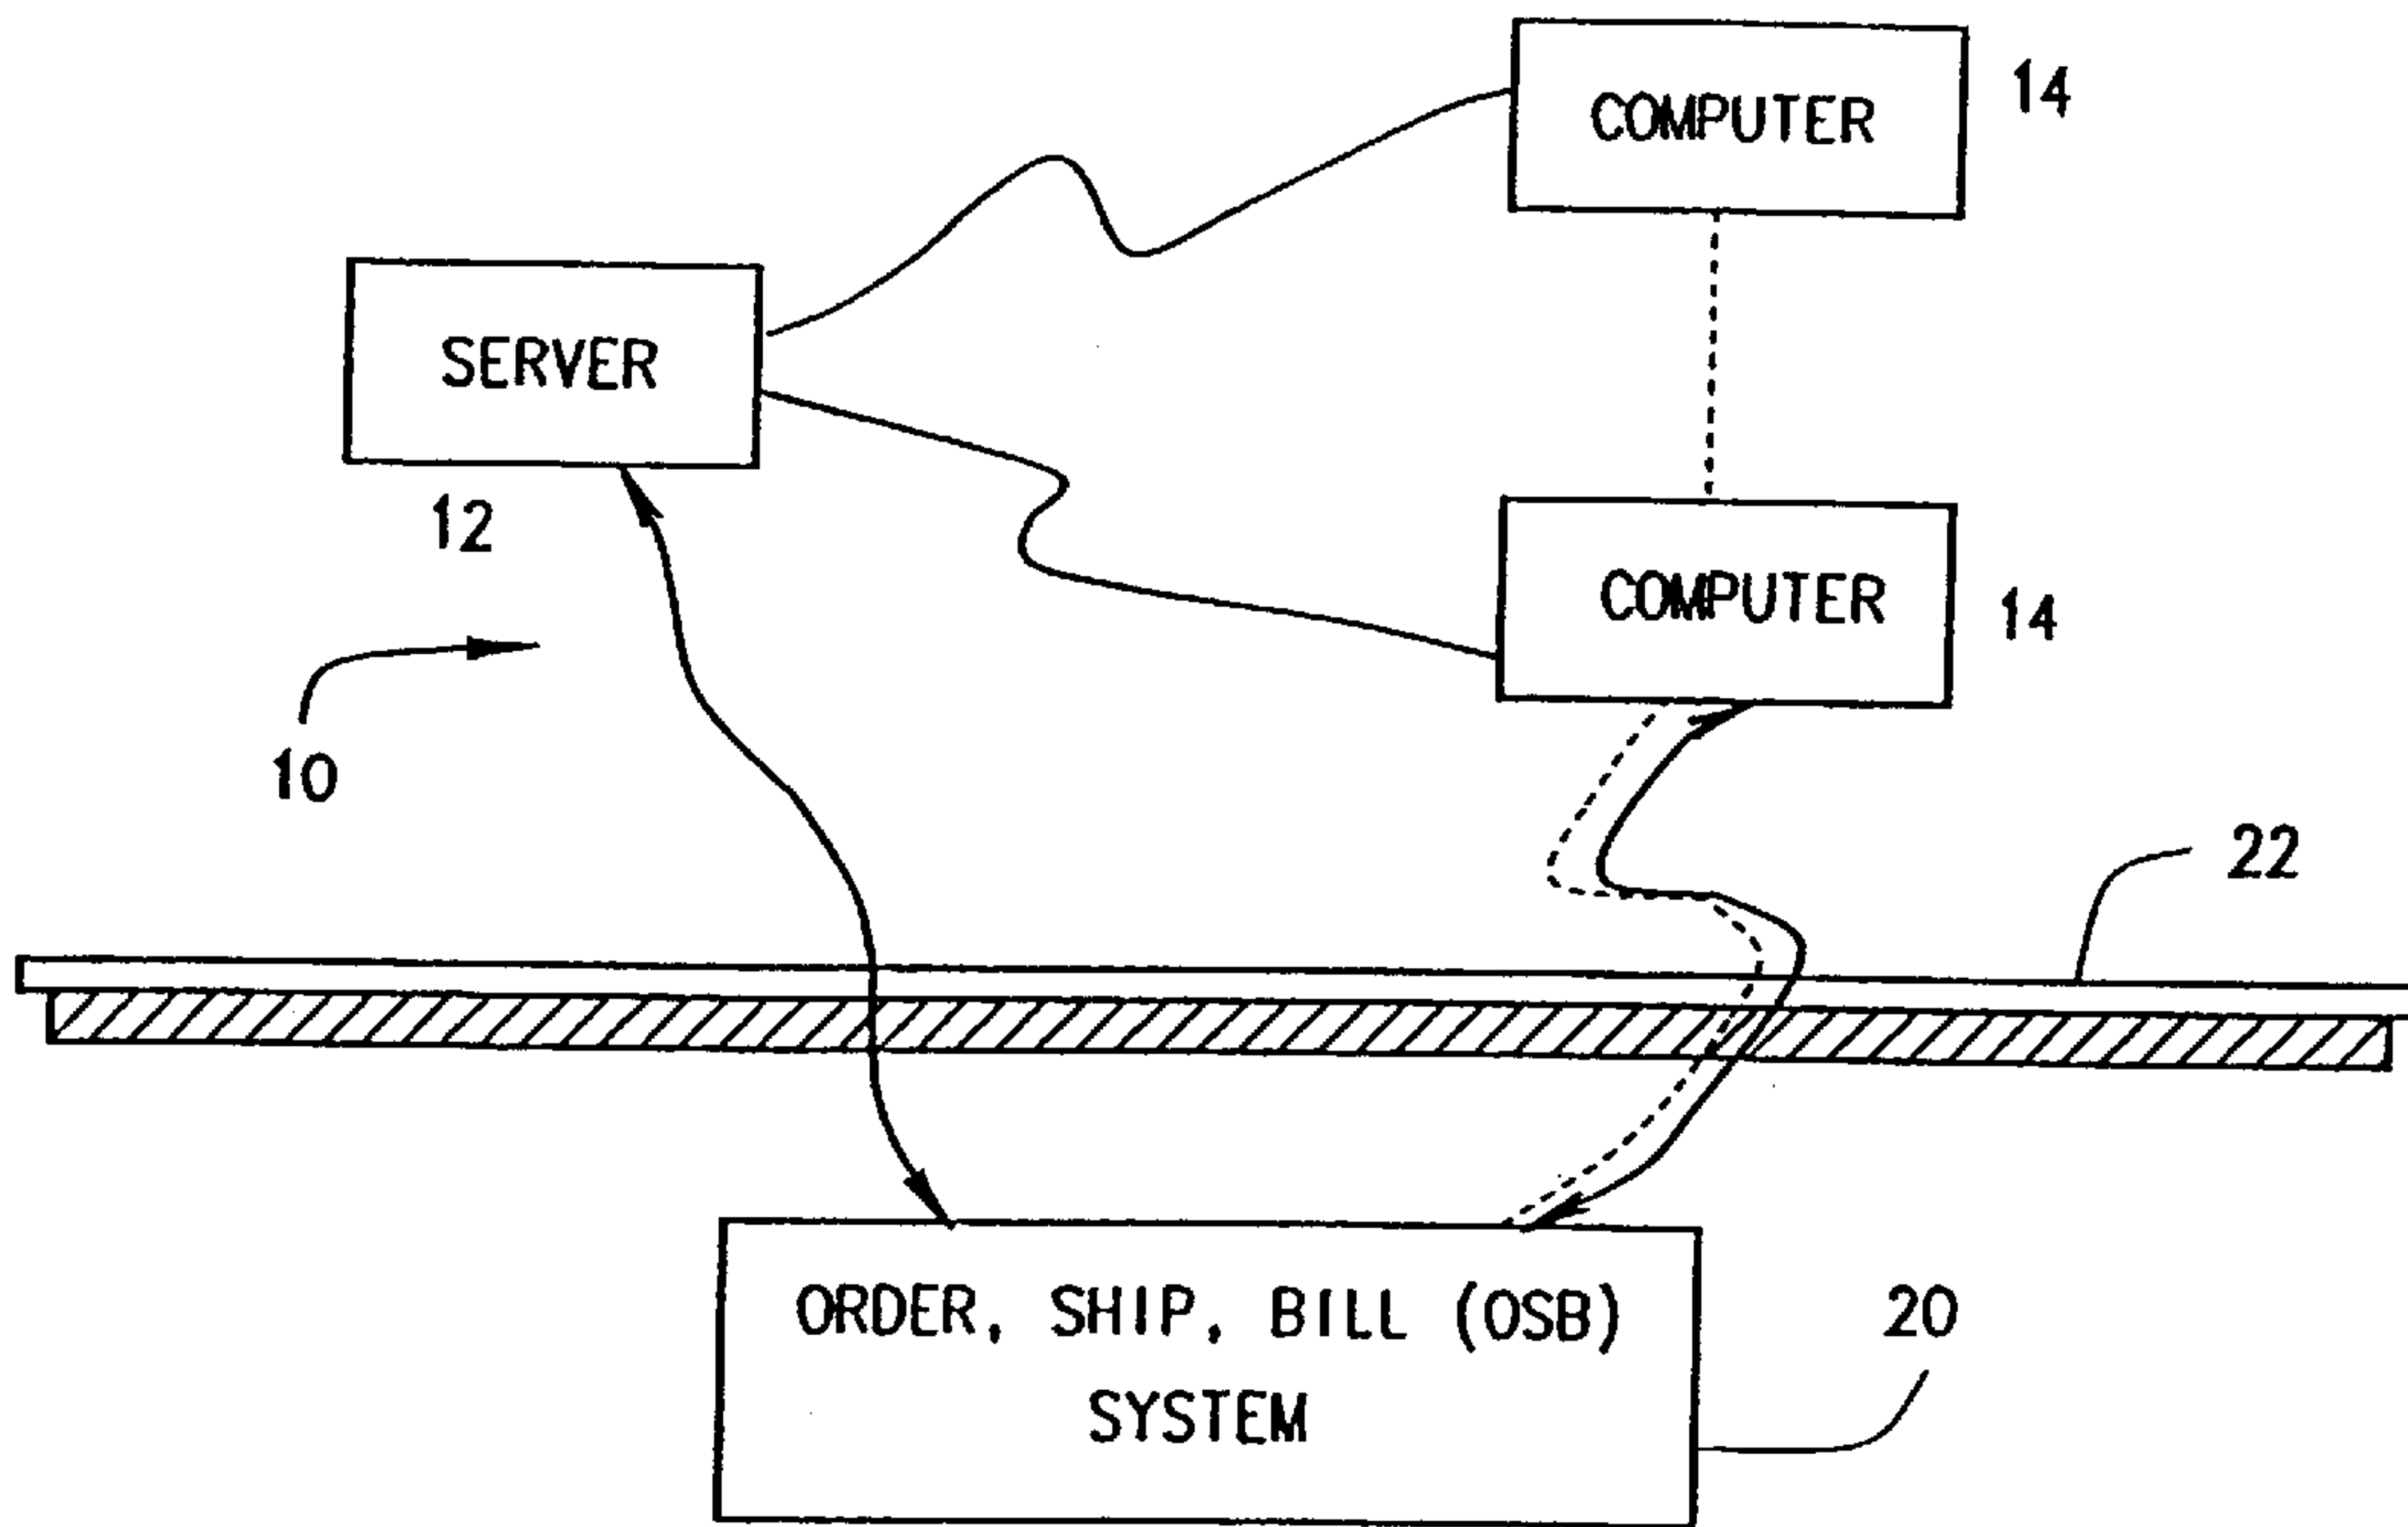 COMPUTER
14
SERVER
12
COMPUTER
14
10
22
ORDER, SHIP, BILL (OSB)
SYSTEM
20